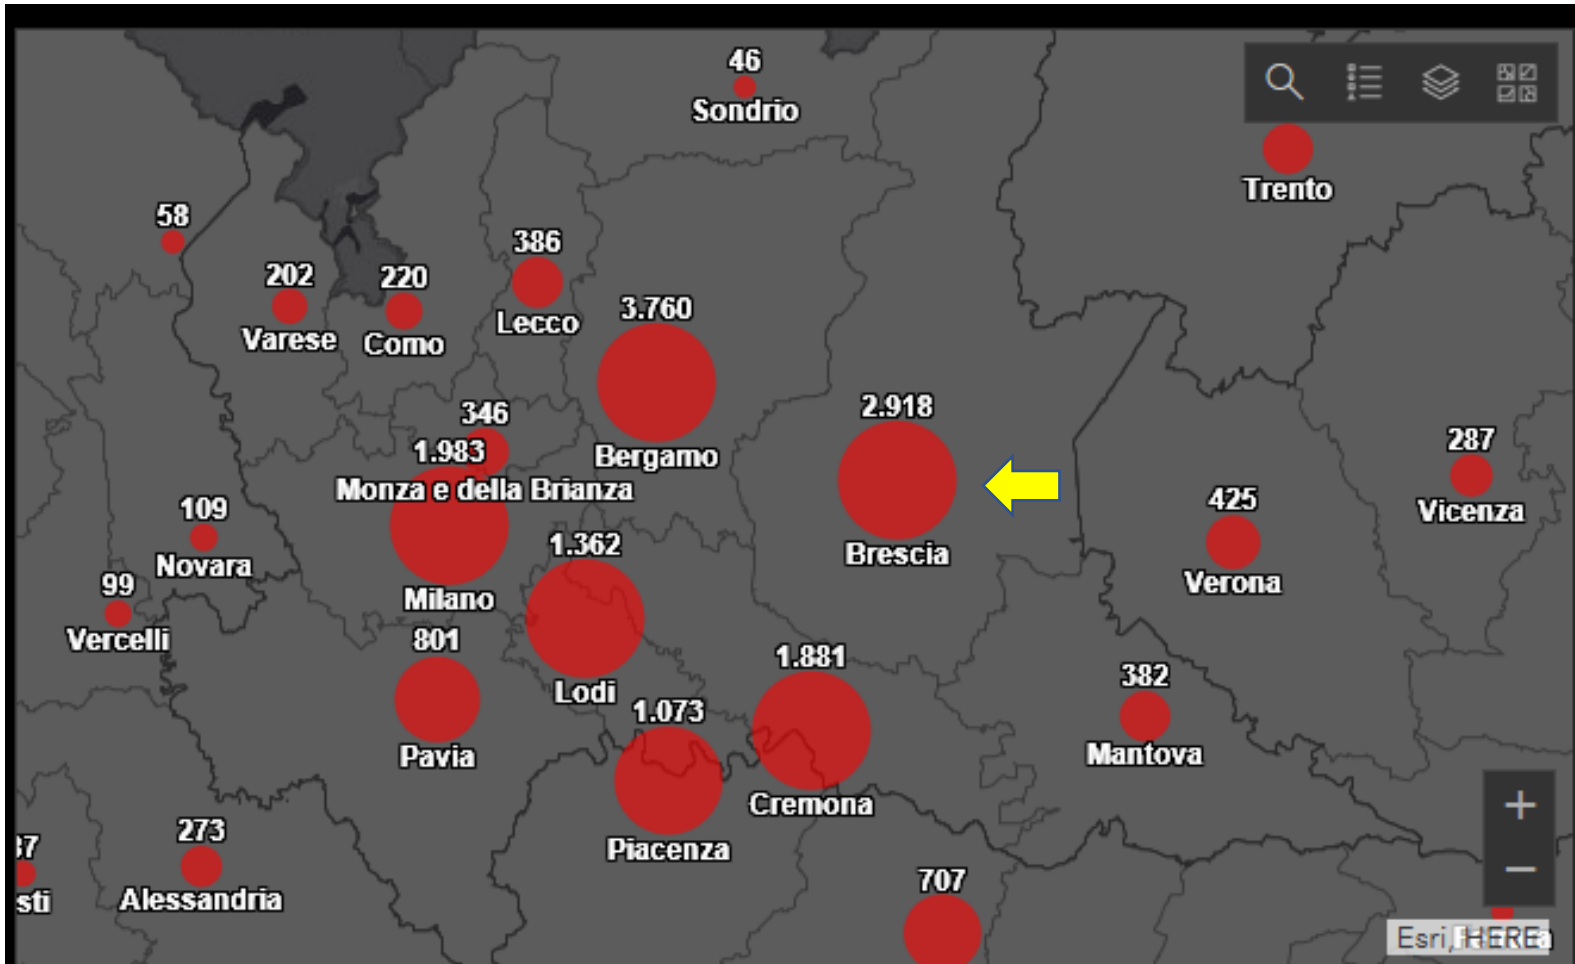 46
Sondrio
Trento
58
202
Varese
220
Como
386
Lecco
3.760
Bergamo
2.918
Brescia
346
1.983
Monza e della Brianza
Milano
109
Novara
99
Vercelli
1.362
Lodi
425
Verona
287
Vicenza
801
Pavia
1.073
Piacenza
1.881
Cremona
382
Mantova
273
Alessandria
37
sti
707
Esri, HERE